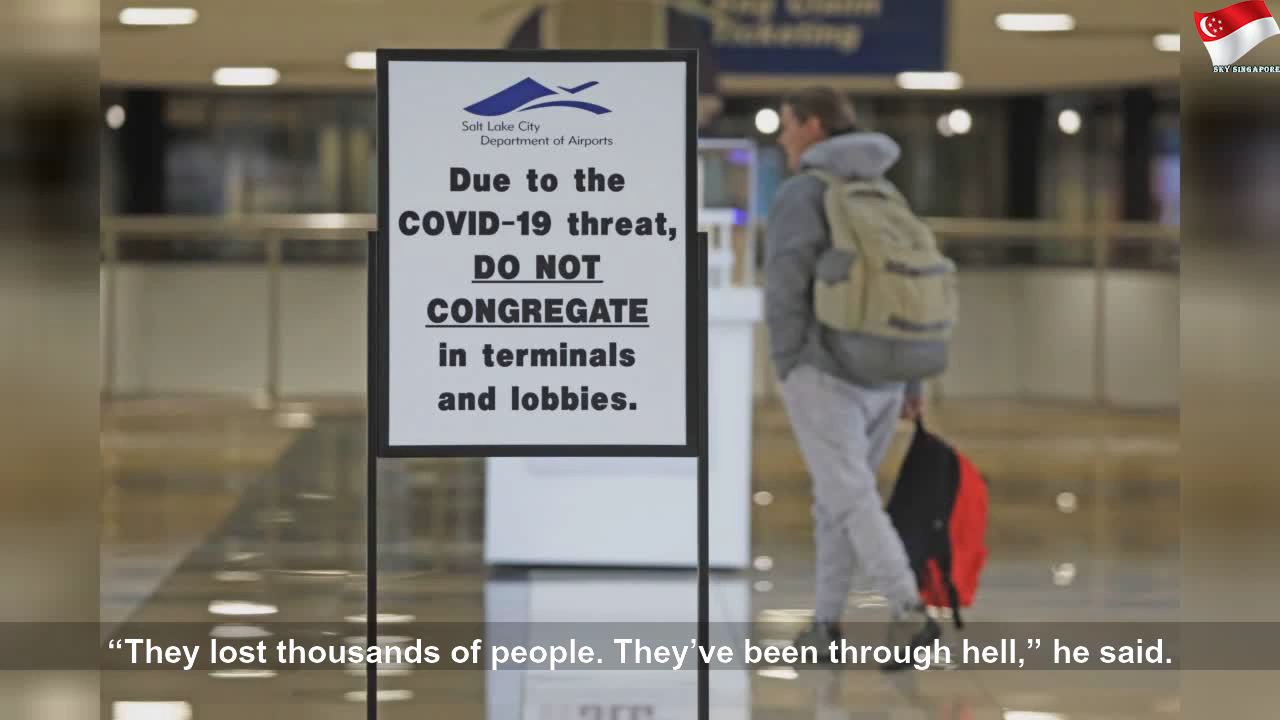 SKY SINGAPORE
Ticketing
Salt Lake City
Department of Airports
Due to the
COVID-19 threat,
DO NOT
CONGREGATE
in terminals
and lobbies.
“They lost thousands of people. They’ve been through hell,” he said.